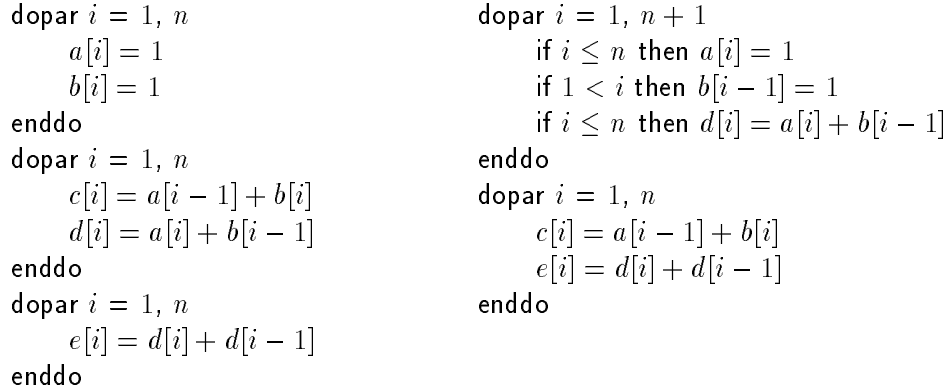 dopar i = 1, n
a[i] = 1
b[i] = 1
enddo
dopar i = 1, n
c[i] = a[i − 1] + b[i]
d[i] = a[i] + b[i − 1]
enddo
dopar i = 1, n
e[i] = d[i] + d[i − 1]
enddo
dopar i = 1, n + 1
if i ≤ n then a[i] = 1
if 1 < i then b[i − 1] = 1
if i ≤ n then d[i] = a[i] + b[i − 1]
enddo
dopar i = 1, n
c[i] = a[i − 1] + b[i]
e[i] = d[i] + d[i − 1]
enddo